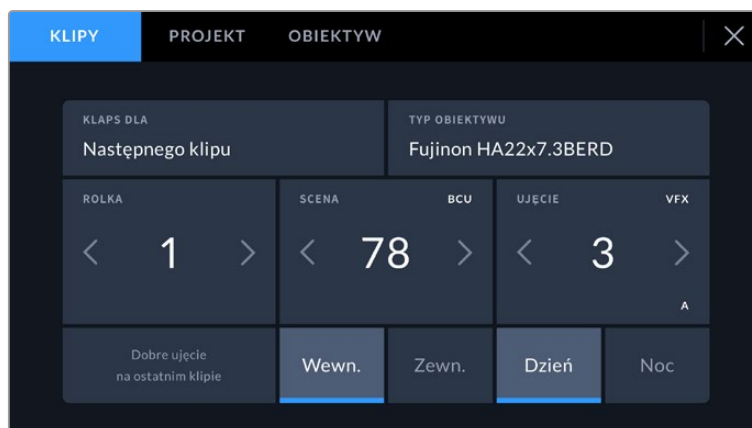 KLIPY PROJEKT OBIEKTYW
KLAPS DLA TYP OBIEKTYWU
Następnego klipu Fujinon HA22x7.3BERD
ROLKA SCENA BCU UJĘCIE VFX
1 78 3
A
Dobre ujęcie
na ostatnim klipie
Wewn. Zewn. Dzień Noc